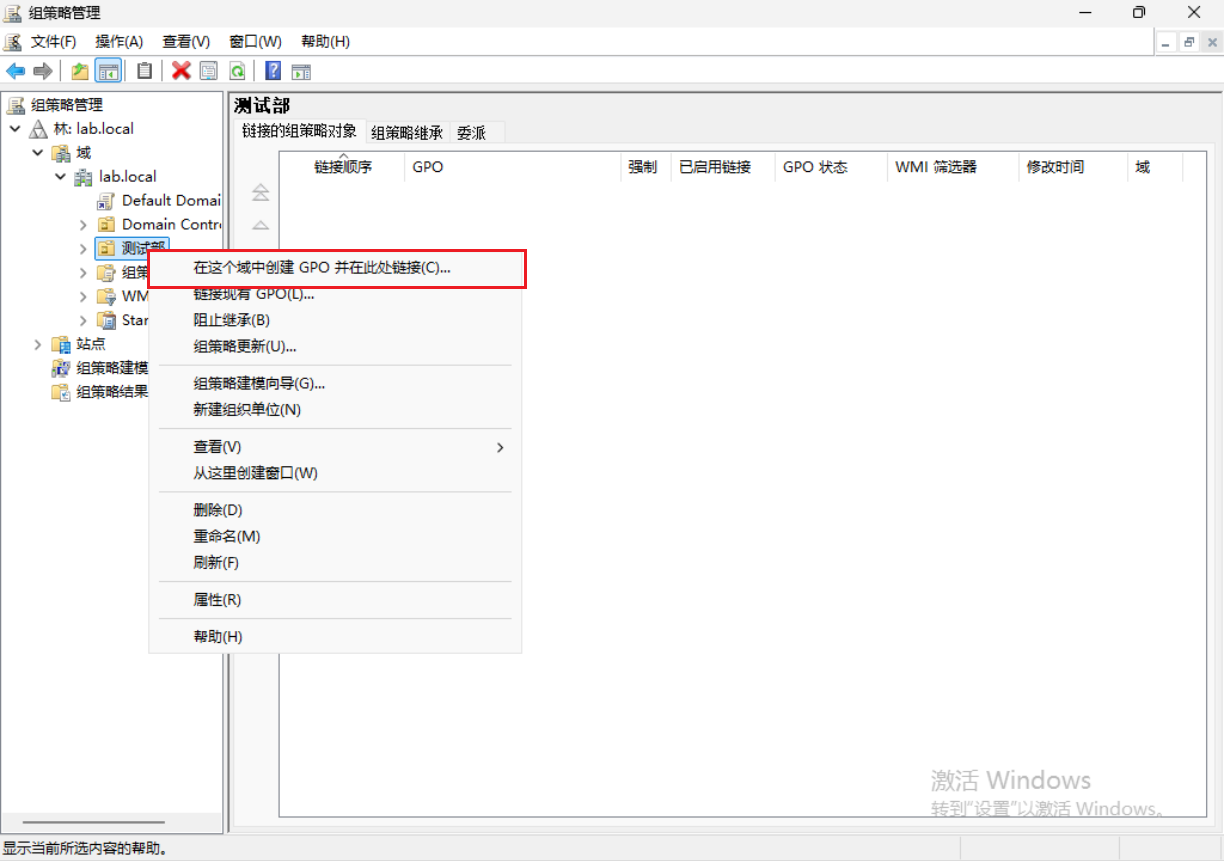 组策略管理
文件(F) 操作(A) 查看(V) 窗口(W) 帮助(H)
组策略管理
林: lab.local
域
lab.local
Default Domai
Domain Contr
测试部
组策
WM
Star
站点
组策略建模
组策略结果
测试部
链接的组策略对象 组策略继承 委派
链接顺序 GPO 强制 已启用链接 GPO 状态 WMI 筛选器 修改时间 域
在这个域中创建 GPO 并在此处链接(C)...
链接现有 GPO(L)...
阻止继承(B)
组策略更新(U)...
组策略建模向导(G)...
新建组织单位(N)
查看(V)
从这里创建窗口(W)
删除(D)
重命名(M)
刷新(F)
属性(R)
帮助(H)
激活 Windows
转到“设置”以激活 Windows。
显示当前所选内容的帮助。